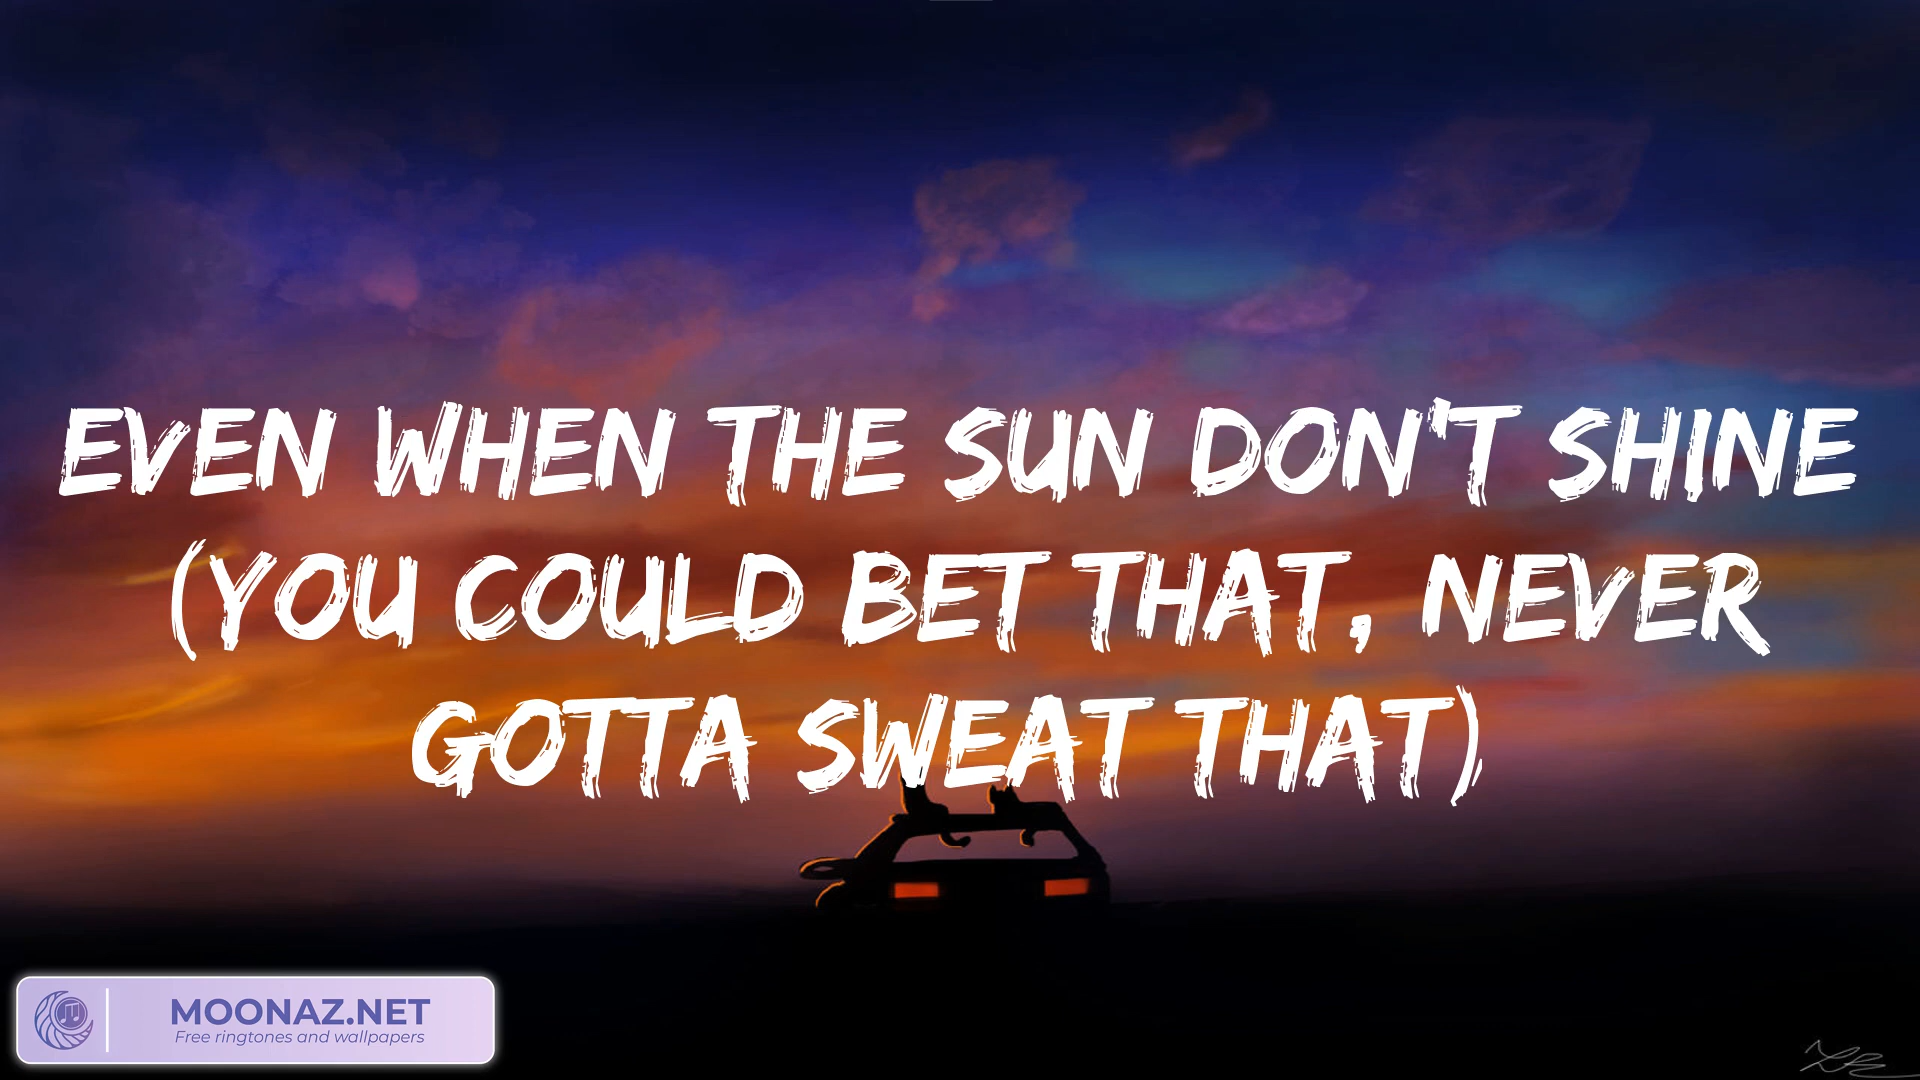 EVEN WHEN THE SUN DON'T SHINE
(YOU COULD BET THAT, NEVER
GOTTA SWEAT THAT)
MOONAZ.NET
Free ringtones and wallpapers